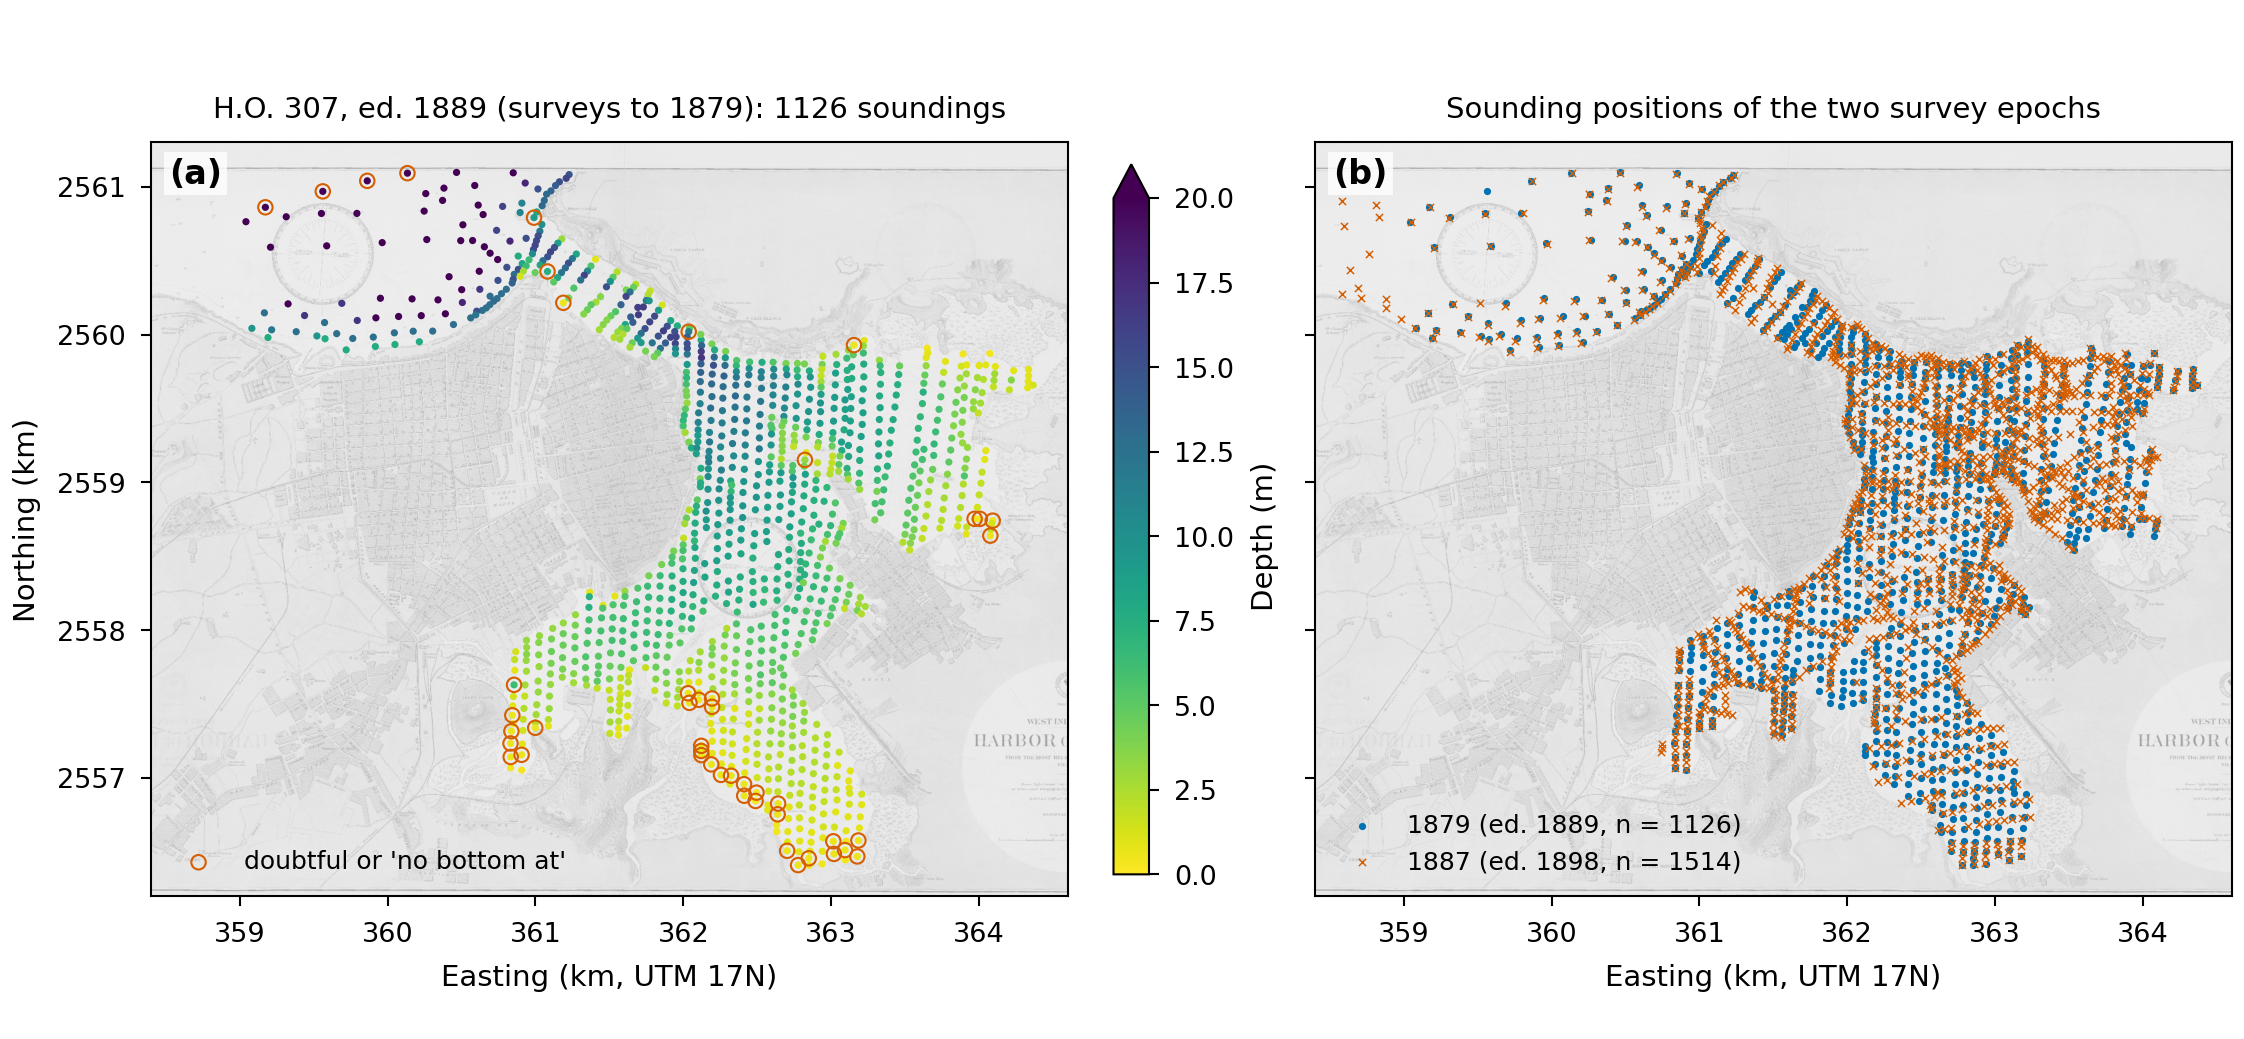 H.O. 307, ed. 1889 (surveys to 1879): 1126 soundings
(a)
2561
2560
2559
2558
2557
Northing (km)
doubtful or 'no bottom at'
HARBOR
359
360
361
362
363
364
Easting (km, UTM 17N)
20.0
17.5
15.0
12.5
10.0
7.5
5.0
2.5
0.0
Depth (m)
Sounding positions of the two survey epochs
(b)
1879 (ed. 1889, n = 1126)
1887 (ed. 1898, n = 1514)
WEST IN
HARBOR
359
360
361
362
363
364
Easting (km, UTM 17N)